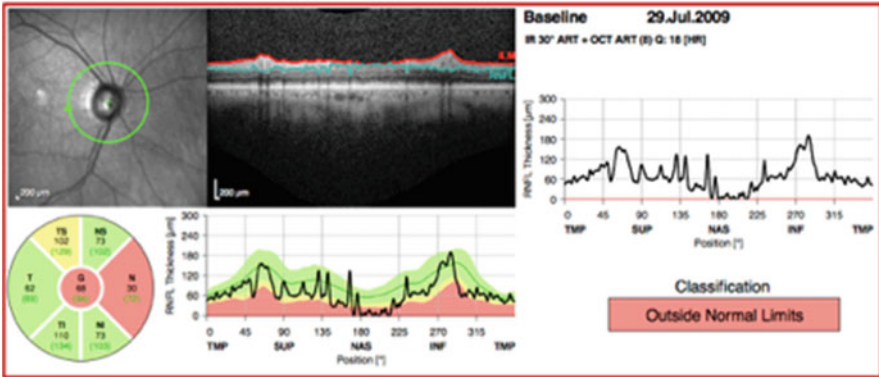 Baseline 29.Jul.2009
IR 30° ART + OCT ART (8) Q: 18 [HR]
ILM
RNFL
200 µm
200 µm
RNFL Thickness [µm]
300
240
180
120
60
0
0 45 90 135 180 225 270 315
TMP SUP NAS INF TMP
Position [°]
TS
102
(129)
NS
73
(102)
T
62
G
68
N
30
(72)
TI
110
(134)
NI
73
(103)
RNFL Thickness [µm]
300
240
180
120
60
0
0 45 90 135 180 225 270 315
TMP SUP NAS INF TMP
Position [°]
Classification
Outside Normal Limits